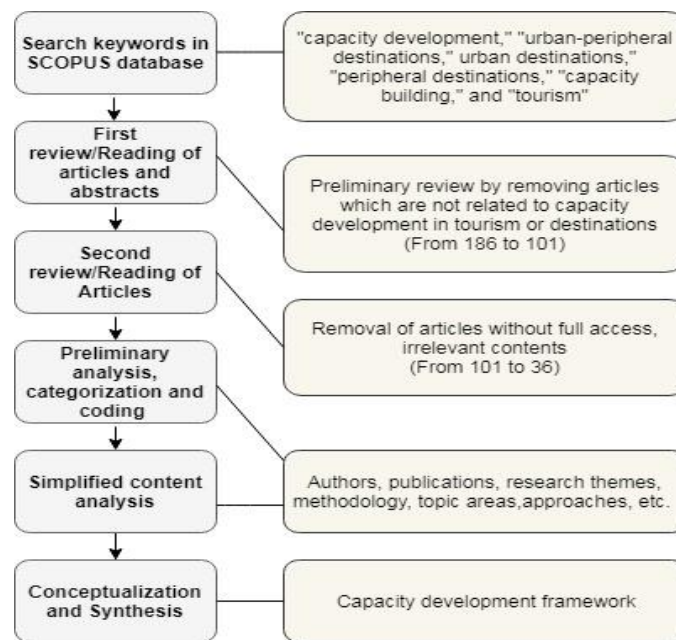 Search keywords in
SCOPUS database
"capacity development," "urban-peripheral
destinations," urban destinations,"
"peripheral destinations," "capacity
building," and "tourism"
First
review/Reading of
articles and
abstracts
Preliminary review by removing articles
which are not related to capacity
development in tourism or destinations
(From 186 to 101)
Second
review/Reading of
Articles
Removal of articles without full access,
irrelevant contents
(From 101 to 36)
Preliminary
analysis,
categorization and
coding
Simplified content
analysis
Authors, publications, research themes,
methodology, topic areas,approaches, etc.
Conceptualization
and Synthesis
Capacity development framework